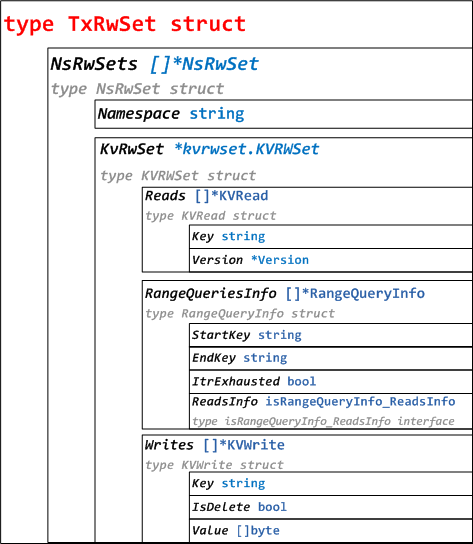 type TxRwSet struct
NsRwSets []*NsRwSet
type NsRwSet struct
Namespace string
KvRwSet *kvrwset.KVRWSet
type KVRWSet struct
Reads []*KVRead
type KVRead struct
Key string
Version *Version
RangeQueriesInfo []*RangeQueryInfo
type RangeQueryInfo struct
StartKey string
EndKey string
ItrExhausted bool
ReadsInfo isRangeQueryInfo_ReadsInfo
type isRangeQueryInfo_ReadsInfo interface
Writes []*KVWrite
type KVWrite struct
Key string
IsDelete bool
Value []byte